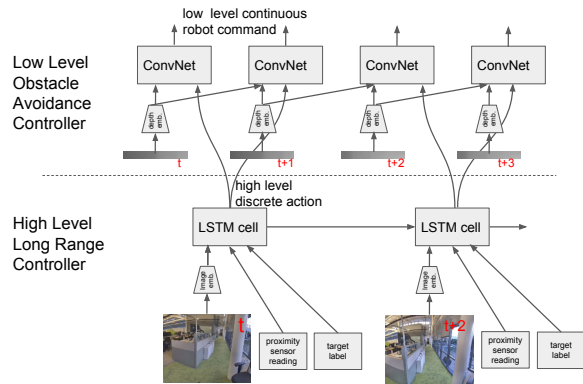 low level continuous
robot command
Low Level
Obstacle
Avoidance
Controller
ConvNet
ConvNet
ConvNet
ConvNet
depth
emb.
depth
emb.
depth
emb.
depth
emb.
t
t+1
t+2
t+3
high level
discrete action
High Level
Long Range
Controller
LSTM cell
LSTM cell
image
emb.
image
emb.
t
t+2
proximity
sensor
reading
target
label
proximity
sensor
reading
target
label